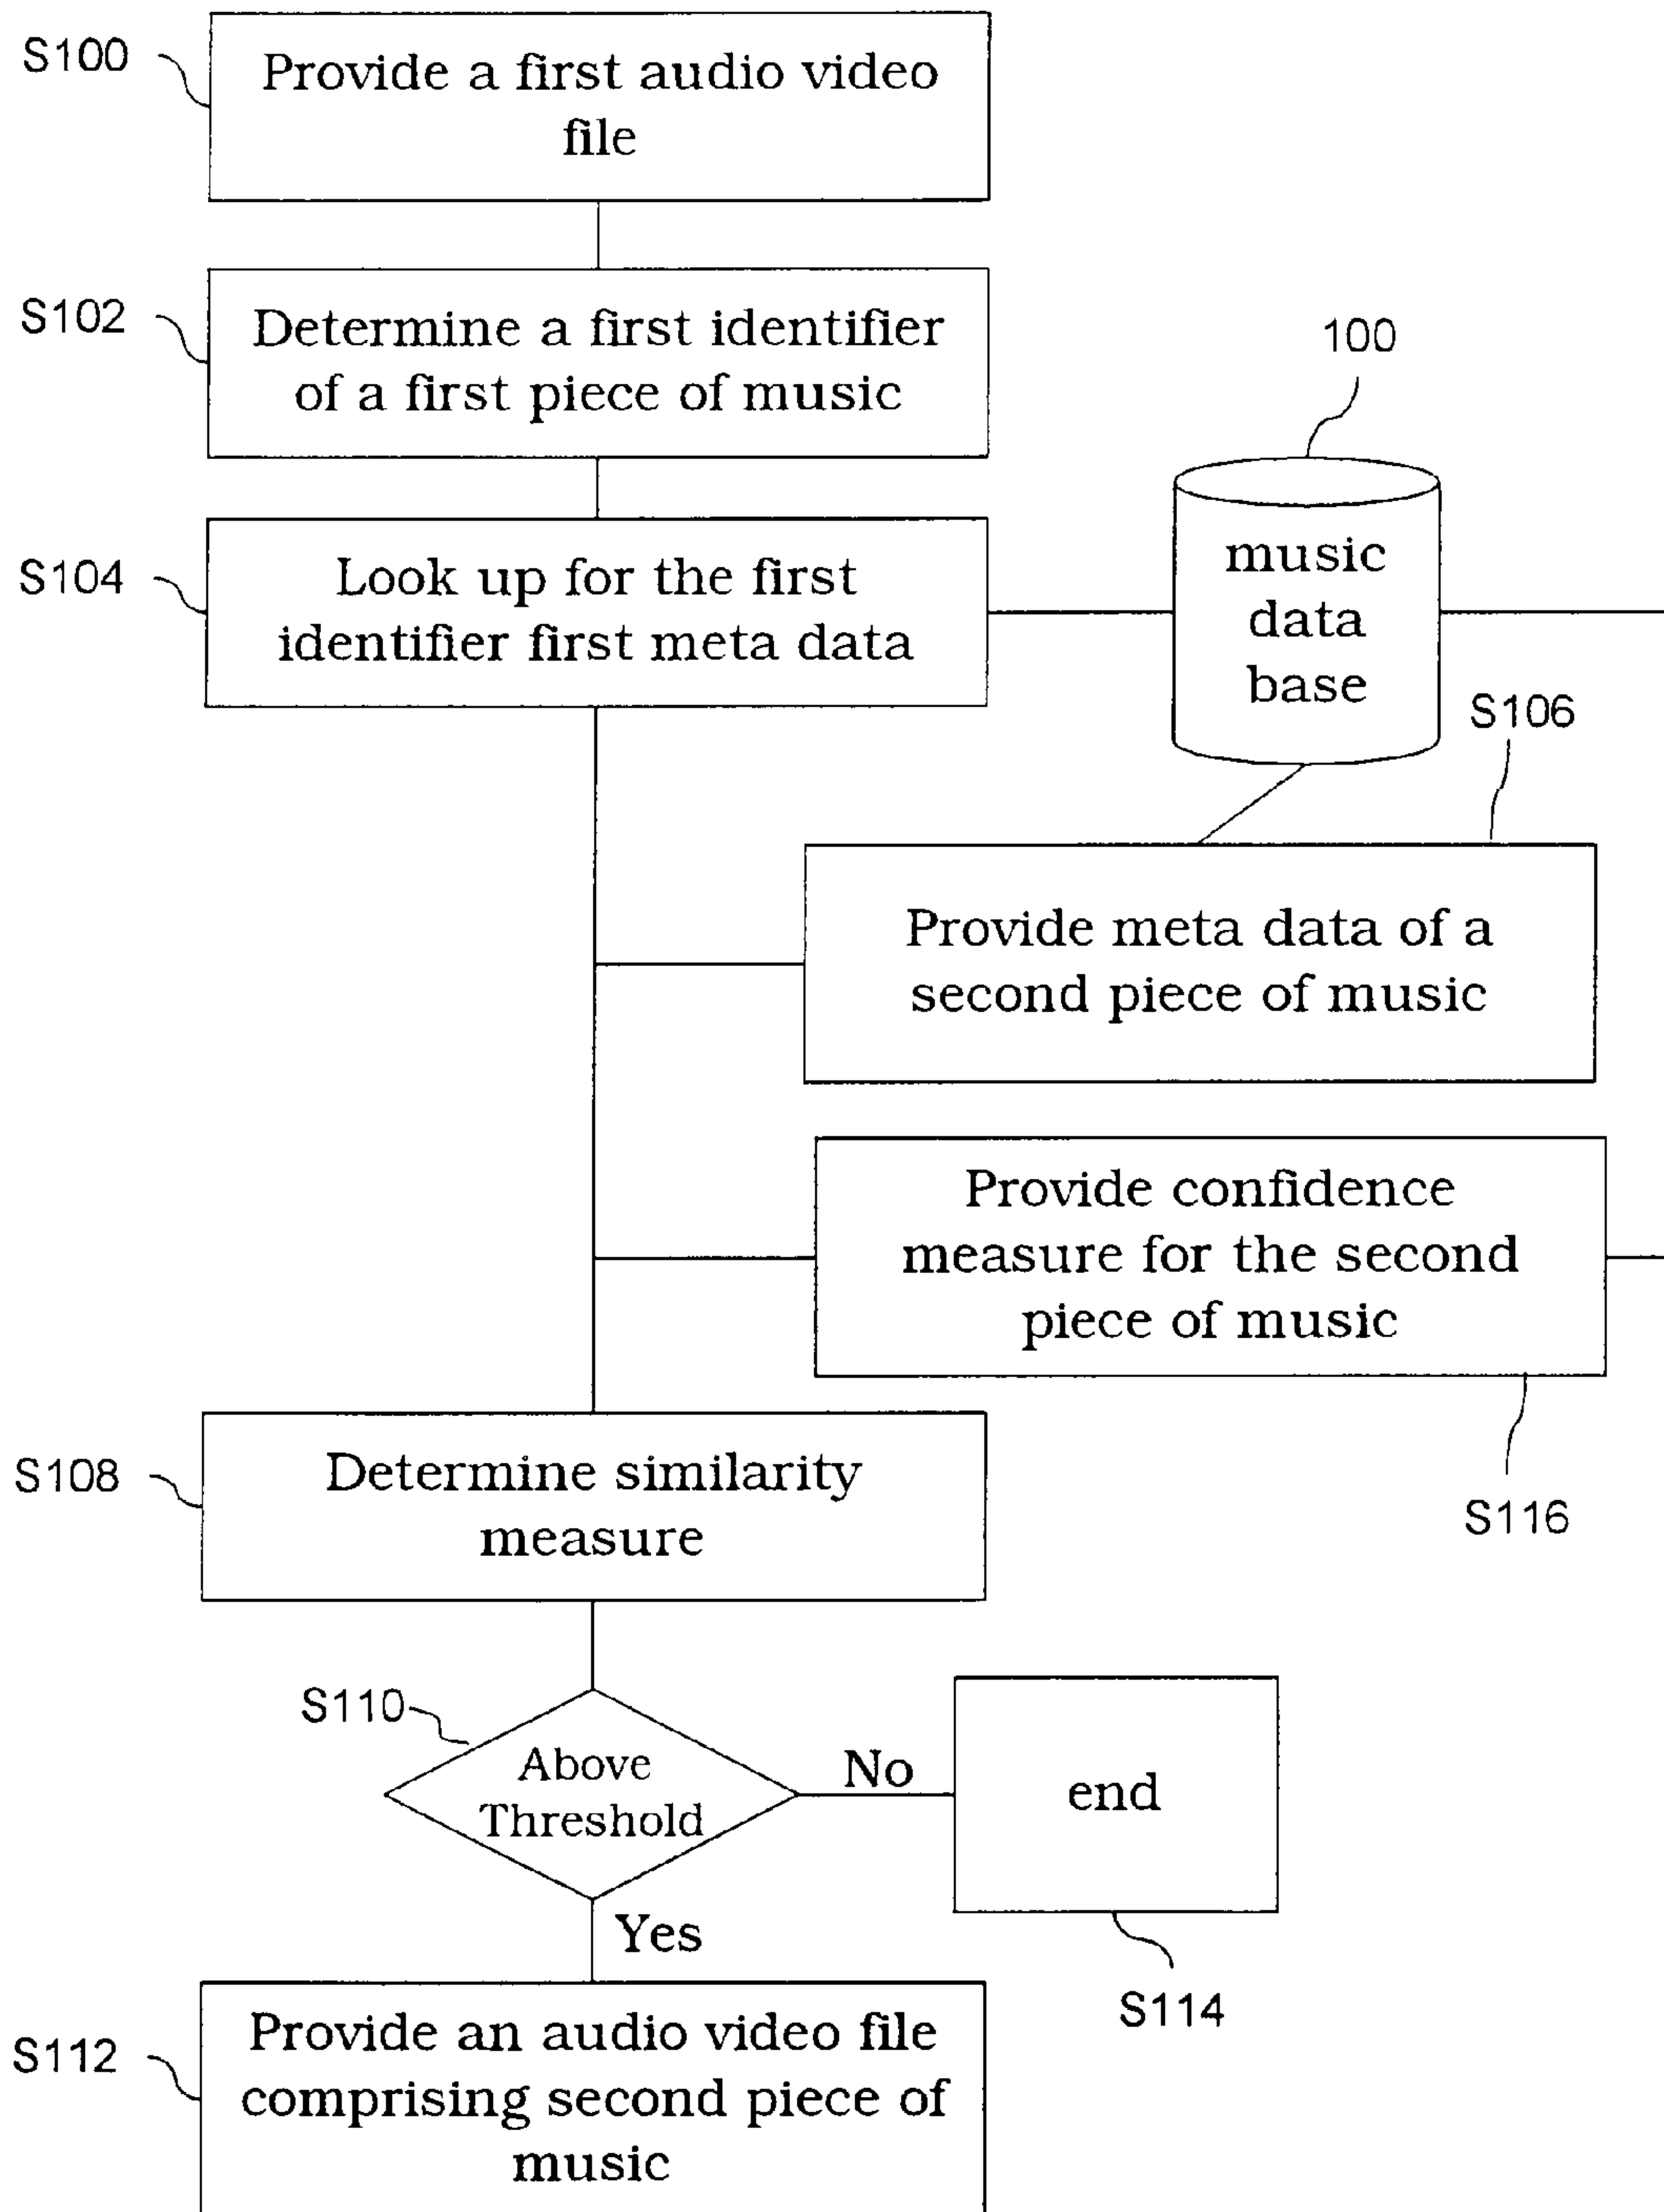 S100
Provide a first audio video
file
S102
Determine a first identifier
of a first piece of music
100
S104
Look up for the first
identifier first meta data
music
data
base
S106
Provide meta data of a
second piece of music
Provide confidence
measure for the second
piece of music
S116
S108
Determine similarity
measure
S110
Above
Threshold
No
end
S114
Yes
S112
Provide an audio video file
comprising second piece of
music